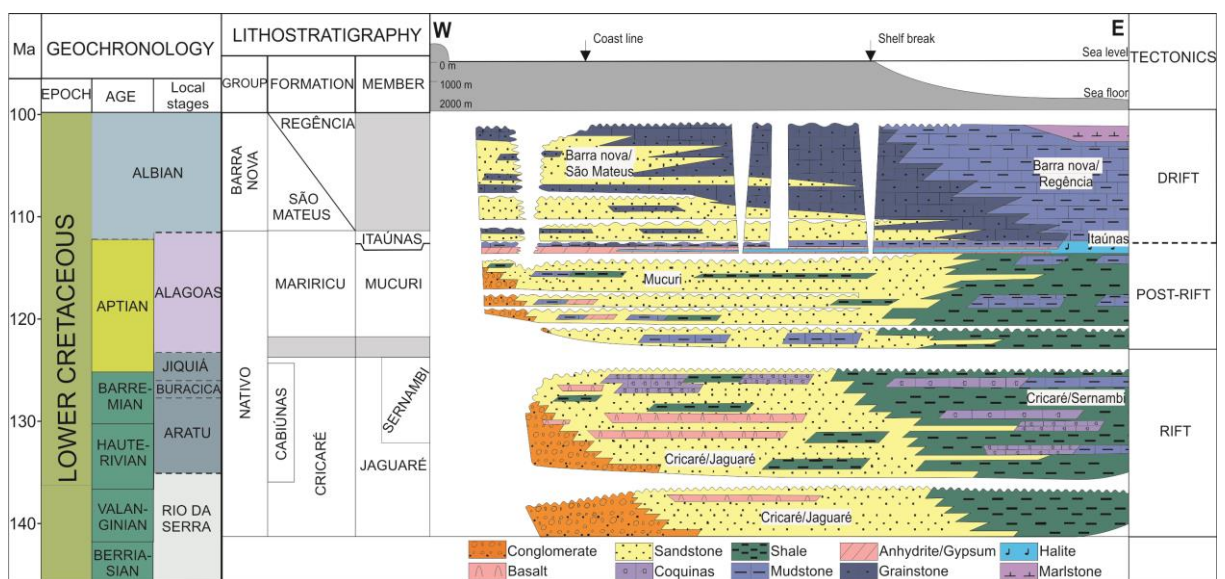 Ma
GEOCHRONOLOGY
EPOCH
AGE
Local
stages
LITHOSTRATIGRAPHY
GROUP
FORMATION
MEMBER
W
E
Coast line
Shelf break
Sea level
Sea floor
0 m
1000 m
2000 m
TECTONICS
100
110
120
130
140
LOWER CRETACEOUS
ALBIAN
APTIAN
BARRE-
MIAN
HAUTE-
RIVIAN
VALAN-
GINIAN
BERRIA-
SIAN
ALAGOAS
JIQUIÁ
BURACICA
ARATU
RIO DA
SERRA
BARRA
NOVA
NATIVO
REGÊNCIA
SÃO
MATEUS
MARIRICU
CABIÚNAS
CRICARÉ
ITAÚNAS
MUCURI
SERNAMBI
JAGUARÉ
Barra nova/
São Mateus
Barra nova/
Regência
Itaúnas
Mucuri
Cricaré/Sernambi
Cricaré/Jaguaré
Cricaré/Jaguaré
DRIFT
POST-RIFT
RIFT
Conglomerate
Sandstone
Shale
Anhydrite/Gypsum
Halite
Basalt
Coquinas
Mudstone
Grainstone
Marlstone